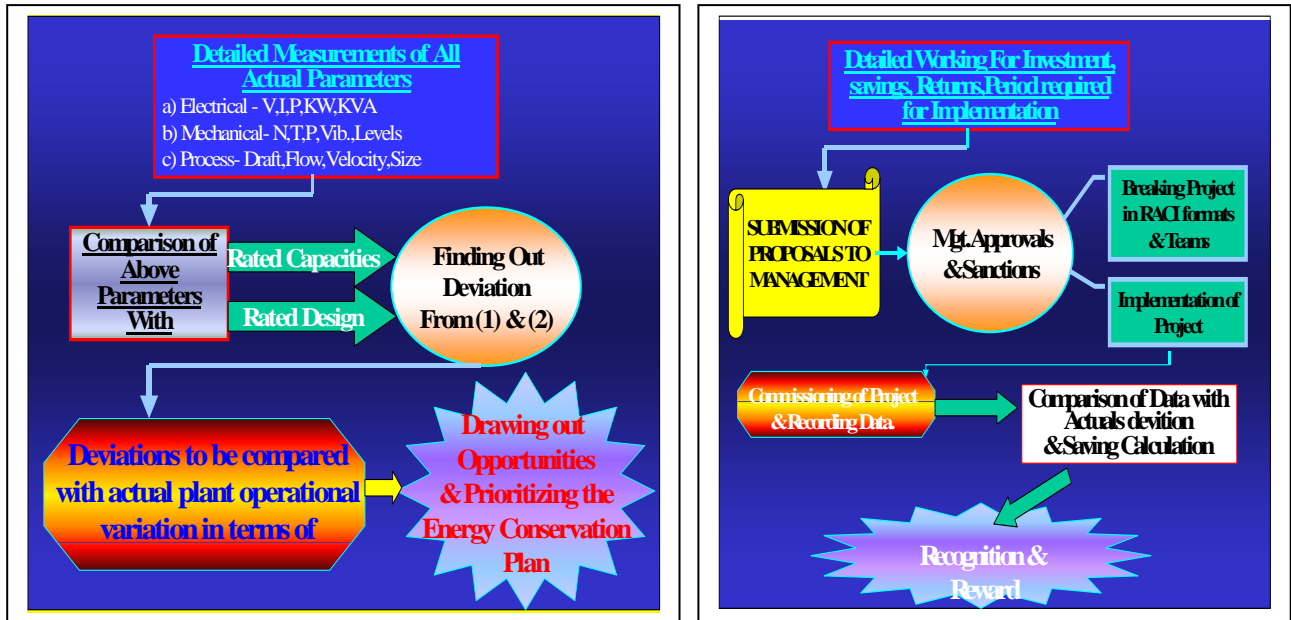 Detailed Measurements of All
Actual Parameters
a) Electrical - V,I,P,KW,KVA
b) Mechanical- N,T,P,Vib.,Levels
c) Process- Draft,Flow,Velocity,Size
Comparison of
Above
Parameters
With
Rated Capacities
Rated Design
Finding Out
Deviation
From (1) & (2)
Deviations to be compared
with actual plant operational
variation in terms of
Drawing out
Opportunities
& Prioritizing the
Energy Conservation
Plan
Detailed Working For Investment,
savings, Returns,Period required
for Implementation
SUBMISSION OF
PROPOSALS TO
MANAGEMENT
Mgt. Approvals
& Sanctions
Breaking Project
in RACI formats
& Teams
Implementation of
Project
Commissioning of Project
& Recording Data.
Comparison of Data with
Actuals devition
& Saving Calculation
Recognition &
Reward